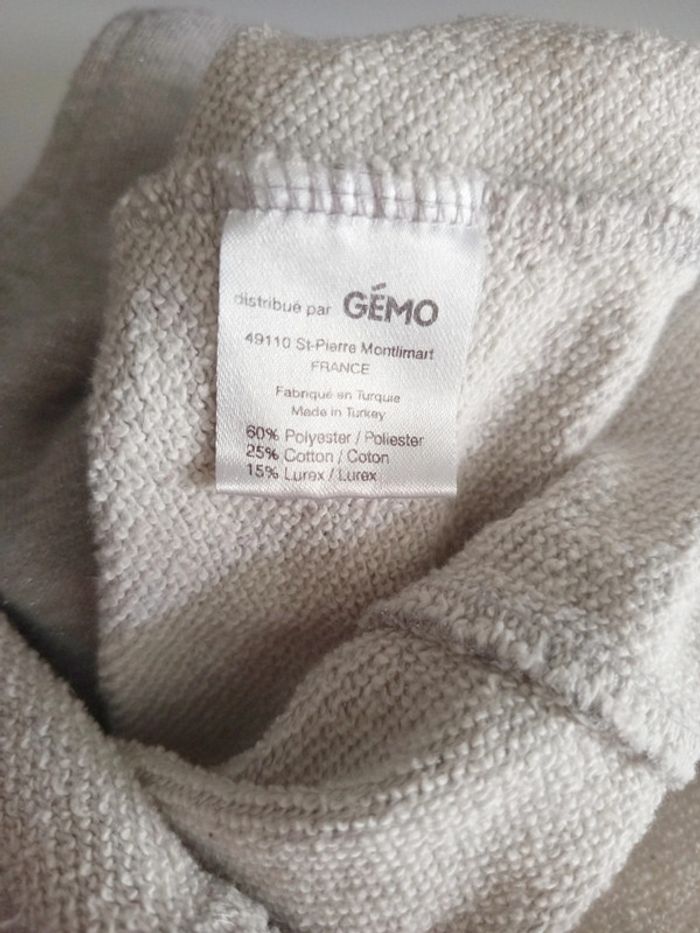 distribué par GÉMO
49110 St-Pierre Montlimart
FRANCE
Fabriqué en Turquie
Made in Turkey
60% Polyester / Poliester
25% Cotton / Coton
15% Lurex / Lurex